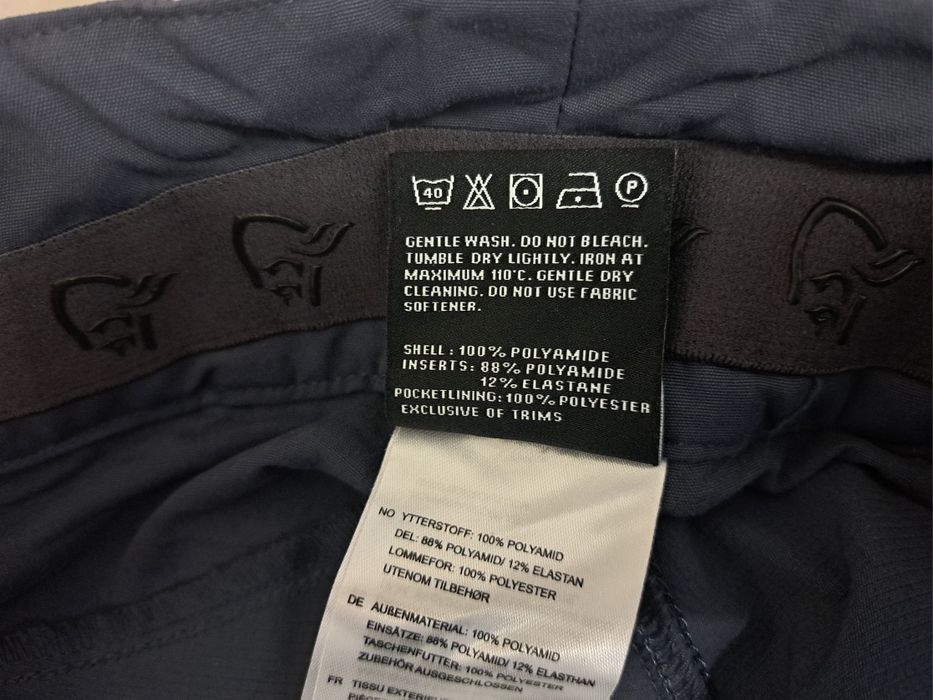 40 P
GENTLE WASH. DO NOT BLEACH.
TUMBLE DRY LIGHTLY. IRON AT
MAXIMUM 110°C. GENTLE DRY
CLEANING. DO NOT USE FABRIC
SOFTENER.
SHELL: 100% POLYAMIDE
INSERTS: 88% POLYAMIDE
12% ELASTANE
POCKETLINING: 100% POLYESTER
EXCLUSIVE OF TRIMS
NO YTTERSTOFF: 100% POLYAMID
DEL: 88% POLYAMID/ 12% ELASTAN
LOMMEFOR: 100% POLYESTER
UTENOM TILBEHØR
DE AUßENMATERIAL: 100% POLYAMID
EINSÄTZE: 88% POLYAMID/ 12% ELASTHAN
TASCHENFUTTER: 100% POLYESTER
ZUBEHÖR AUSGESCHLOSSEN
FR TISSU